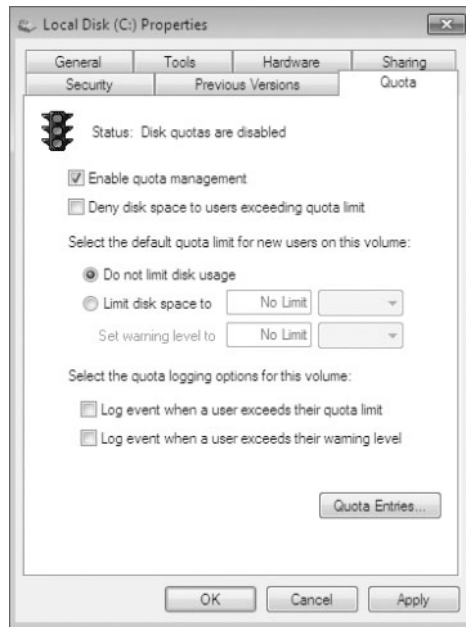 Local Disk (C:) Properties
General Tools Hardware Sharing
Security Previous Versions Quota
Status: Disk quotas are disabled
Enable quota management
Deny disk space to users exceeding quota limit
Select the default quota limit for new users on this volume:
Do not limit disk usage
Limit disk space to No Limit
Set warning level to No Limit
Select the quota logging options for this volume:
Log event when a user exceeds their quota limit
Log event when a user exceeds their warning level
Quota Entries...
OK Cancel Apply